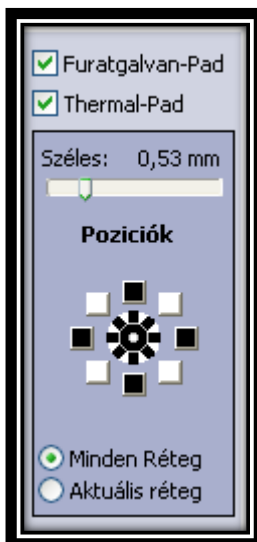 Furatgalvan-Pad
Thermal-Pad
Széles: 0,53 mm
Poziciók
Minden Réteg
Aktuális réteg